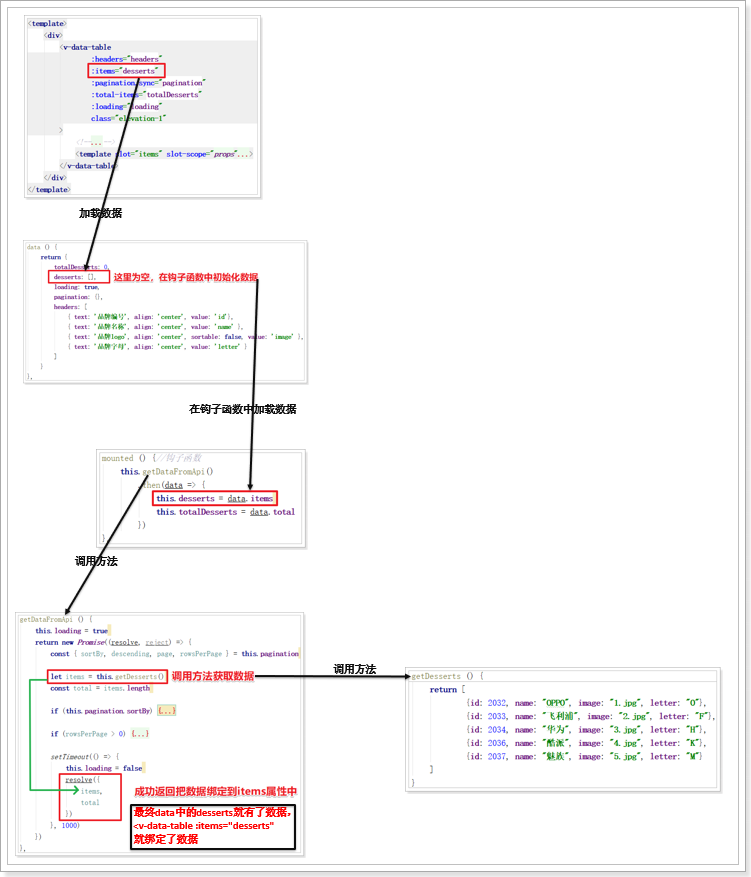 <template>
<div>
<v-data-table
:headers="headers"
:items="desserts"
:pagination.sync="pagination"
:total-items="totalDesserts"
:loading="loading"
class="elevation-1"
>
<!--...-->
<template slot="items" slot-scope="props"...>
</v-data-table>
</div>
</template>
加载数据
data () {
return {
totalDesserts: 0,
desserts: [],
这里为空，在钩子函数中初始化数据
loading: true,
pagination: {},
headers: [
{ text: '品牌编号', align: 'center', value: 'id'},
{ text: '品牌名称', align: 'center', value: 'name' },
{ text: '品牌logo', align: 'center', sortable: false, value: 'image' },
{ text: '品牌字母', align: 'center', value: 'letter' }
]
}
},
在钩子函数中加载数据
mounted () {//钩子函数
this.getDataFromApi()
.then(data => {
this.desserts = data.items
this.totalDesserts = data.total
})
},
调用方法
getDataFromApi () {
this.loading = true
return new Promise((resolve, reject) => {
const { sortBy, descending, page, rowsPerPage } = this.pagination
let items = this.getDesserts()
调用方法获取数据
const total = items.length
if (this.pagination.sortBy) {...}
if (rowsPerPage > 0) {...}
setTimeout(() => {
this.loading = false
resolve({
items,
total
})
}, 1000)
})
},
成功返回把数据绑定到items属性中
最终data中的desserts就有了数据，
<v-data-table :items="desserts"
就绑定了数据
调用方法
getDesserts () {
return [
{id: 2032, name: "OPPO", image: "1.jpg", letter: "O"},
{id: 2033, name: "飞利浦", image: "2.jpg", letter: "F"},
{id: 2034, name: "华为", image: "3.jpg", letter: "H"},
{id: 2036, name: "酷派", image: "4.jpg", letter: "K"},
{id: 2037, name: "魅族", image: "5.jpg", letter: "M"}
]
}